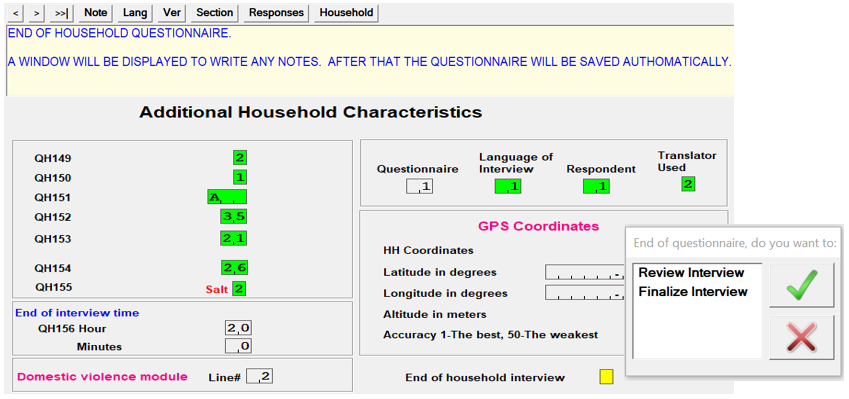 < > >>| Note Lang Ver Section Responses Household
END OF HOUSEHOLD QUESTIONNAIRE.
A WINDOW WILL BE DISPLAYED TO WRITE ANY NOTES. AFTER THAT THE QUESTIONNAIRE WILL BE SAVED AUTHOMATICALLY.
Additional Household Characteristics
QH149 2
QH150 1
QH151 A
QH152 3,5
QH153 2,1
QH154 2,6
QH155 Salt 2
End of interview time
QH156 Hour 2,0
Minutes ,0
Domestic violence module Line# ,2
Questionnaire ,1
Language of Interview ,1
Respondent ,1
Translator Used 2
GPS Coordinates
HH Coordinates
Latitude in degrees
Longitude in degrees
Altitude in meters
Accuracy 1-The best, 50-The weakest
End of household interview
End of questionnaire, do you want to:
Review Interview
Finalize Interview